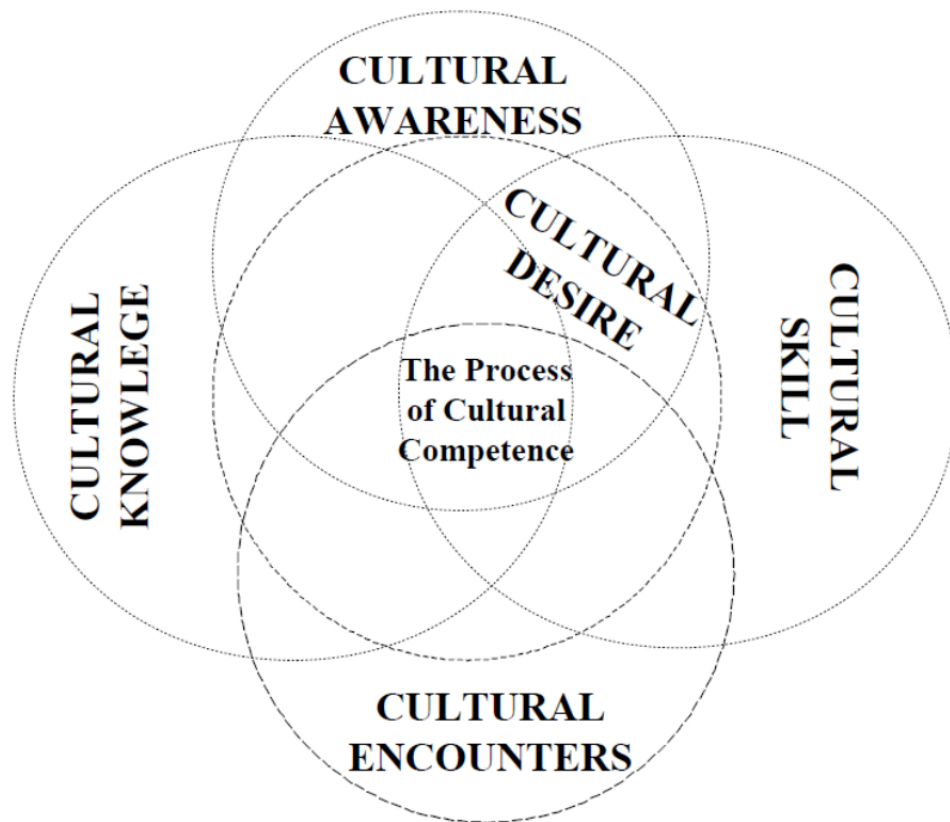 CULTURAL
AWARENESS
CULTURAL
DESIRE
CULTURAL
KNOWLEGE
The Process
of Cultural
Competence
CULTURAL
SKILL
CULTURAL
ENCOUNTERS